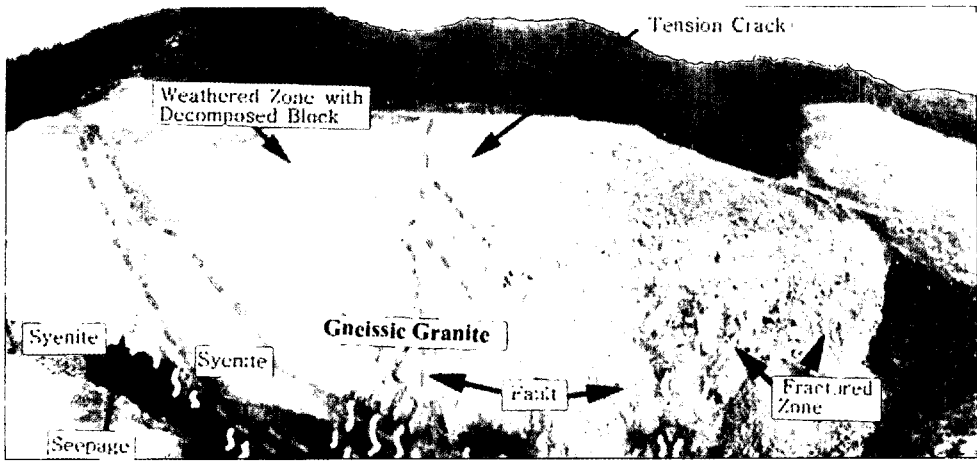 Tension Crack
Weathered Zone with
Decomposed Block
Syenite
Gneissic Granite
Syenite
Fault
Fractured
Zone
Seepage